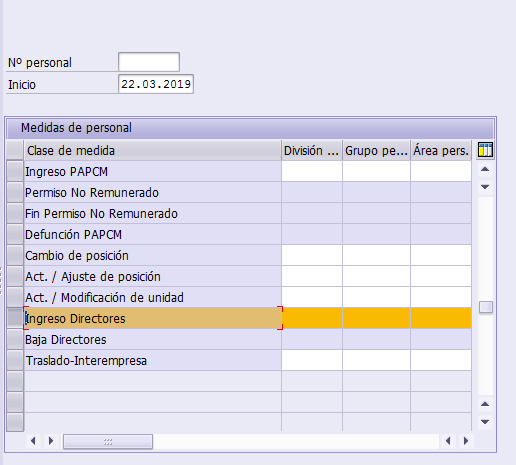 Nº personal
Inicio 22.03.2019
Medidas de personal
Clase de medida División ... Grupo pe... Área pers.
Ingreso PAPCM
Permiso No Remunerado
Fin Permiso No Remunerado
Defunción PAPCM
Cambio de posición
Act. / Ajuste de posición
Act. / Modificación de unidad
Ingreso Directores
Baja Directores
Traslado-Interempresa